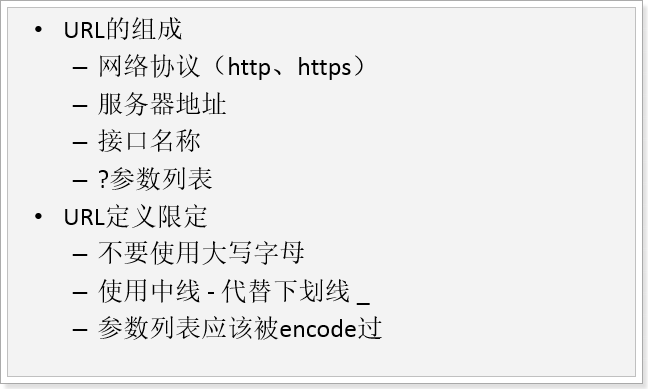 • URL的组成
– 网络协议（http、https）
– 服务器地址
– 接口名称
– ?参数列表
• URL定义限定
– 不要使用大写字母
– 使用中线 - 代替下划线 _
– 参数列表应该被encode过